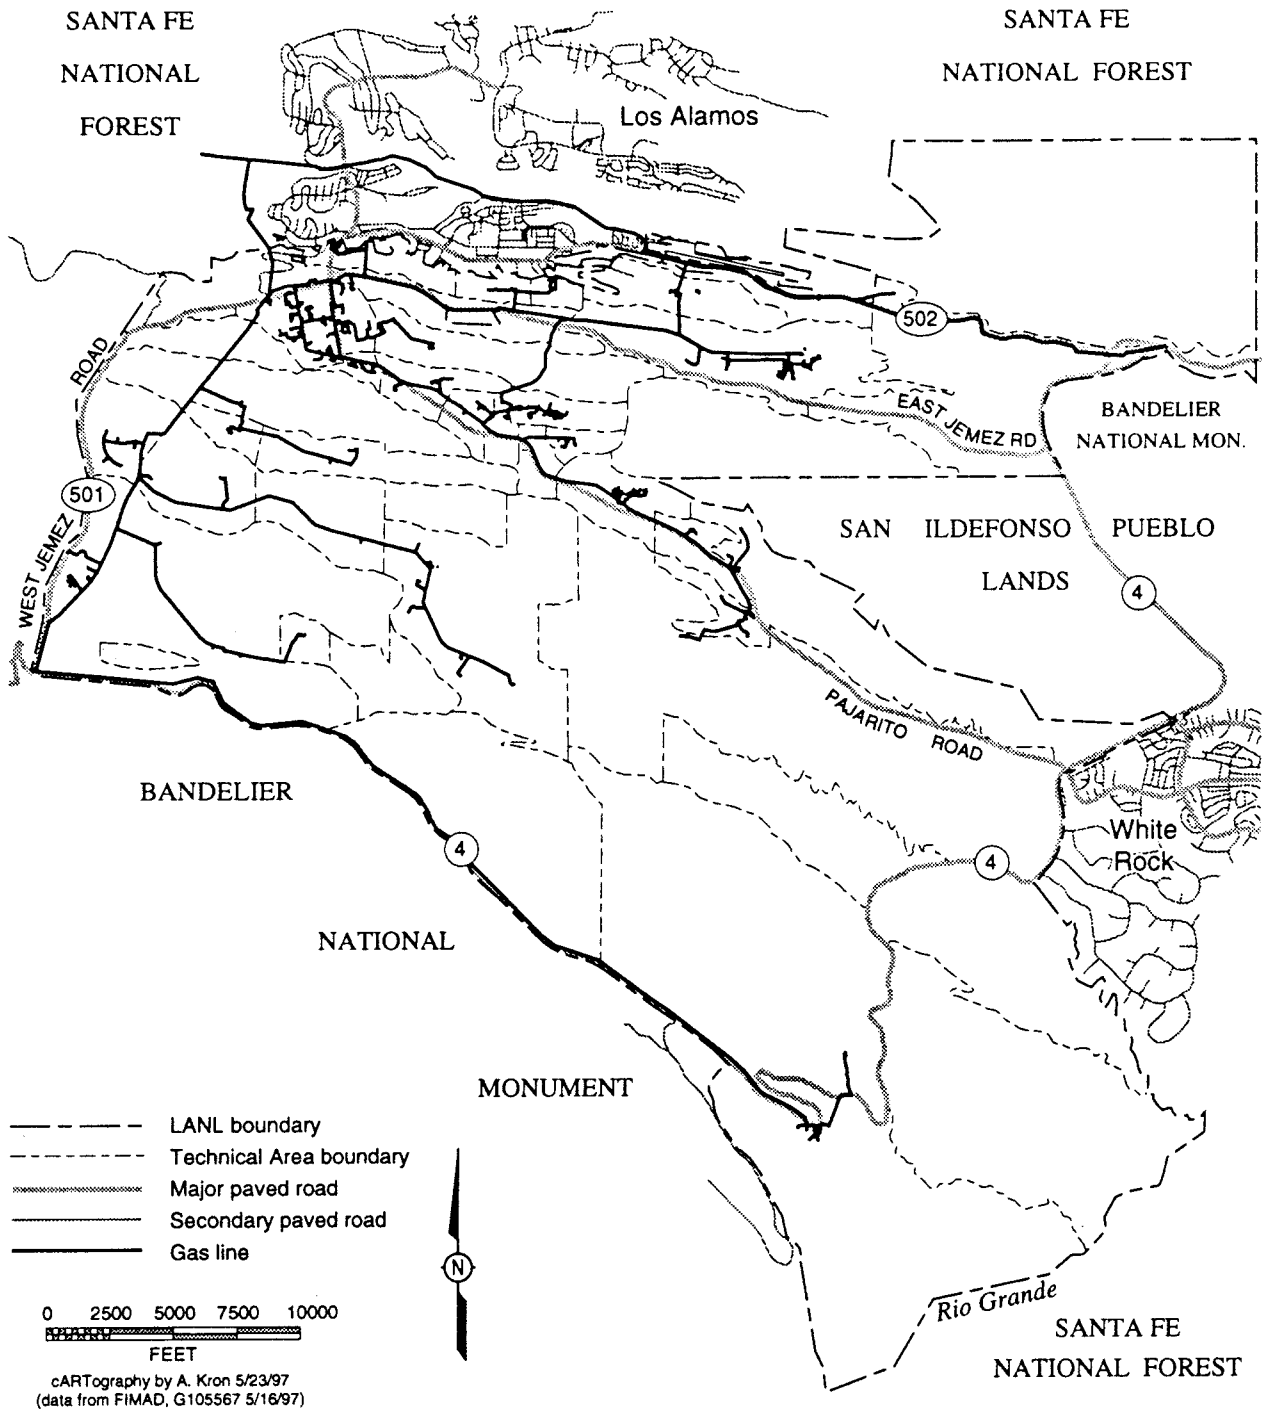 SANTA FE
NATIONAL
FOREST
SANTA FE
NATIONAL FOREST
Los Alamos
502
ROAD
EAST JEMEZ RD
BANDELIER
NATIONAL MON.
501
WEST JEMEZ
SAN ILDEFONSO PUEBLO
LANDS
4
PAJARITO ROAD
BANDELIER
White
Rock
4
4
NATIONAL
MONUMENT
LANL boundary
Technical Area boundary
Major paved road
Secondary paved road
Gas line
N
0 2500 5000 7500 10000
FEET
cARTography by A. Kron 5/23/97
(data from FIMAD, G105567 5/16/97)
Rio Grande
SANTA FE
NATIONAL FOREST